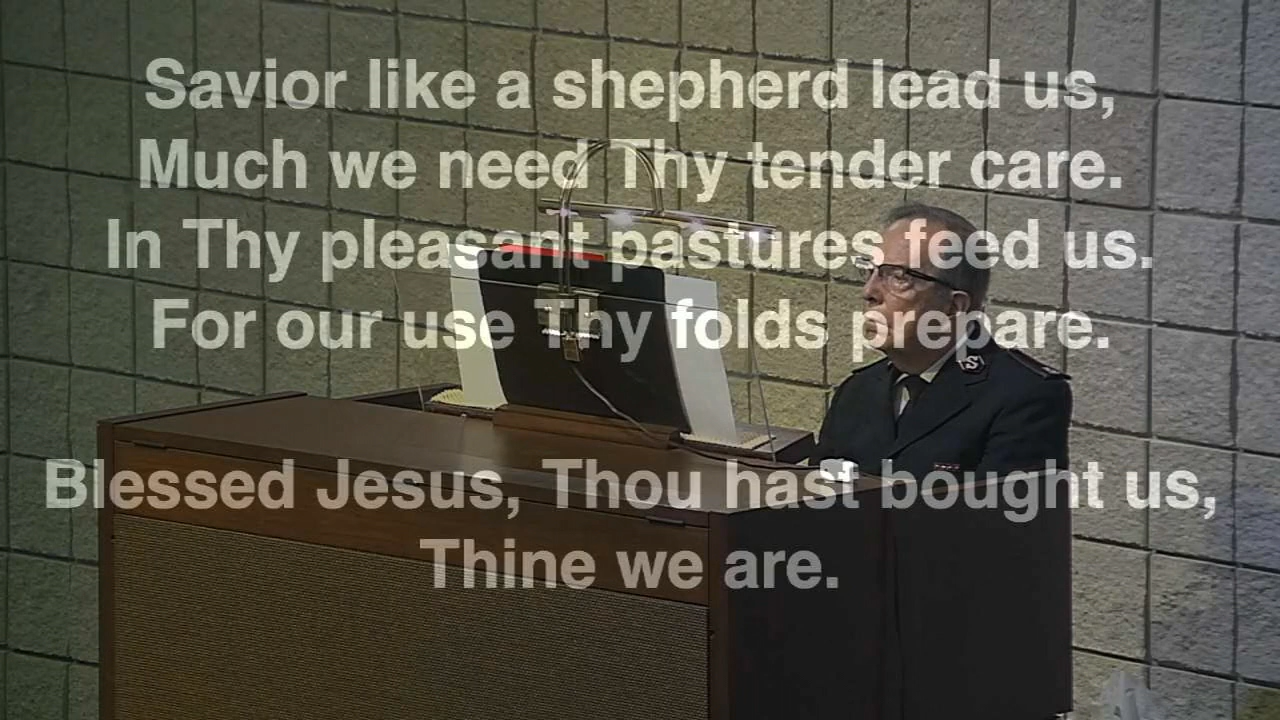 Savior like a shepherd lead us,
Much we need Thy tender care.
In Thy pleasant pastures feed us.
For our use Thy folds prepare.
Blessed Jesus, Thou hast bought us,
Thine we are.
S